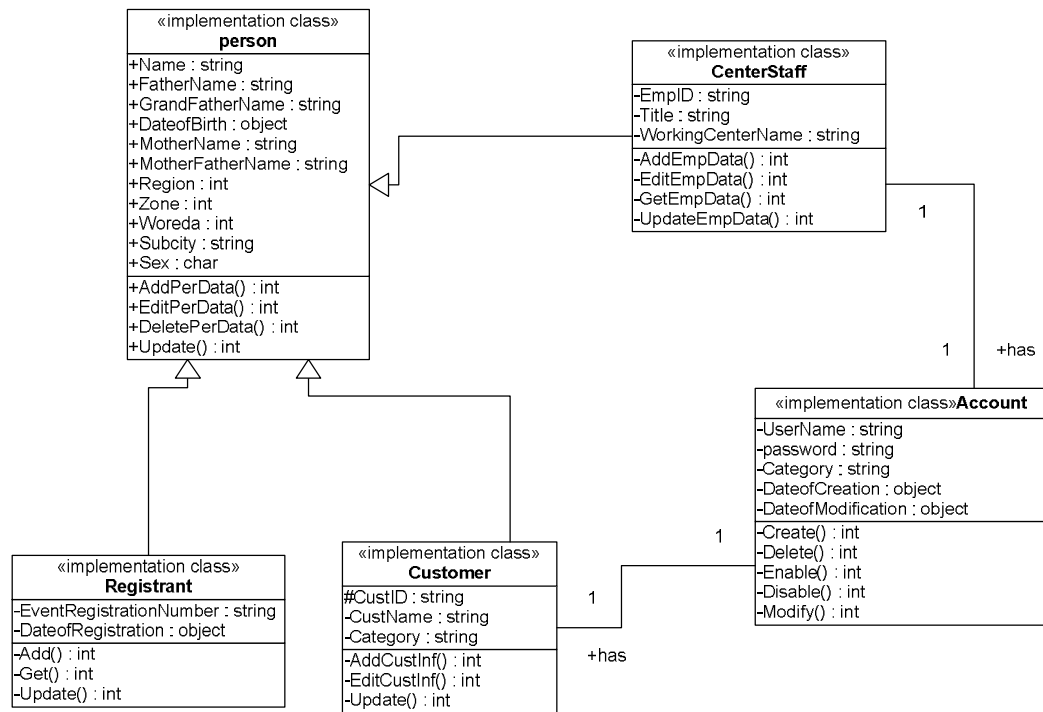 «implementation class»
person
+Name : string
+FatherName : string
+GrandFatherName : string
+DateofBirth : object
+MotherName : string
+MotherFatherName : string
+Region : int
+Zone : int
+Woreda : int
+Subcity : string
+Sex : char
+AddPerData() : int
+EditPerData() : int
+DeletePerData() : int
+Update() : int
«implementation class»
CenterStaff
-EmpID : string
-Title : string
-WorkingCenterName : string
-AddEmpData() : int
-EditEmpData() : int
-GetEmpData() : int
-UpdateEmpData() : int
1
1
+has
«implementation class»Account
-UserName : string
-password : string
-Category : string
-DateofCreation : object
-DateofModification : object
-Create() : int
-Delete() : int
-Enable() : int
-Disable() : int
-Modify() : int
1
1
+has
«implementation class»
Registrant
-EventRegistrationNumber : string
-DateofRegistration : object
-Add() : int
-Get() : int
-Update() : int
«implementation class»
Customer
#CustID : string
-CustName : string
-Category : string
-AddCustInf() : int
-EditCustInf() : int
-Update() : int